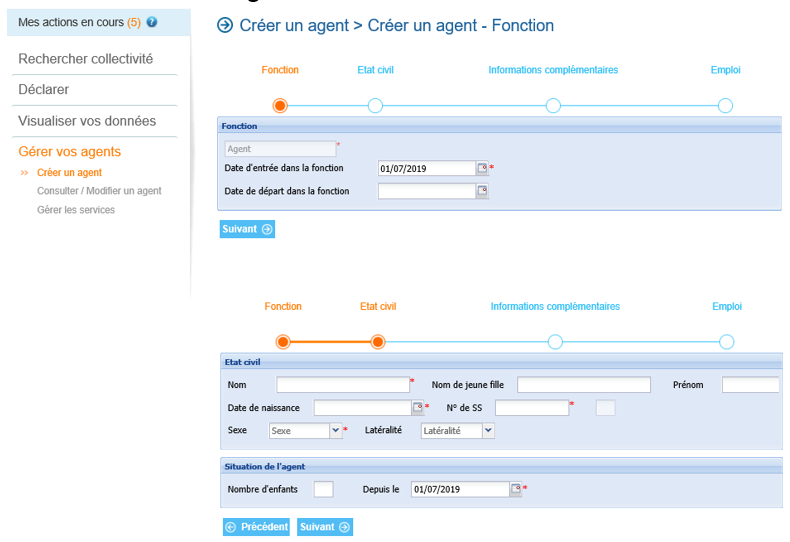 Mes actions en cours (5) ?
Rechercher collectivité
Déclarer
Visualiser vos données
Gérer vos agents
>> Créer un agent
Consulter / Modifier un agent
Gérer les services
Créer un agent > Créer un agent - Fonction
Fonction Etat civil Informations complémentaires Emploi
Fonction
Agent *
Date d'entrée dans la fonction 01/07/2019 *
Date de départ dans la fonction
Suivant
Fonction Etat civil Informations complémentaires Emploi
Etat civil
Nom * Nom de jeune fille Prénom
Date de naissance * N° de SS *
Sexe Sexe * Latéralité Latéralité
Situation de l'agent
Nombre d'enfants Depuis le 01/07/2019 *
Précédent Suivant